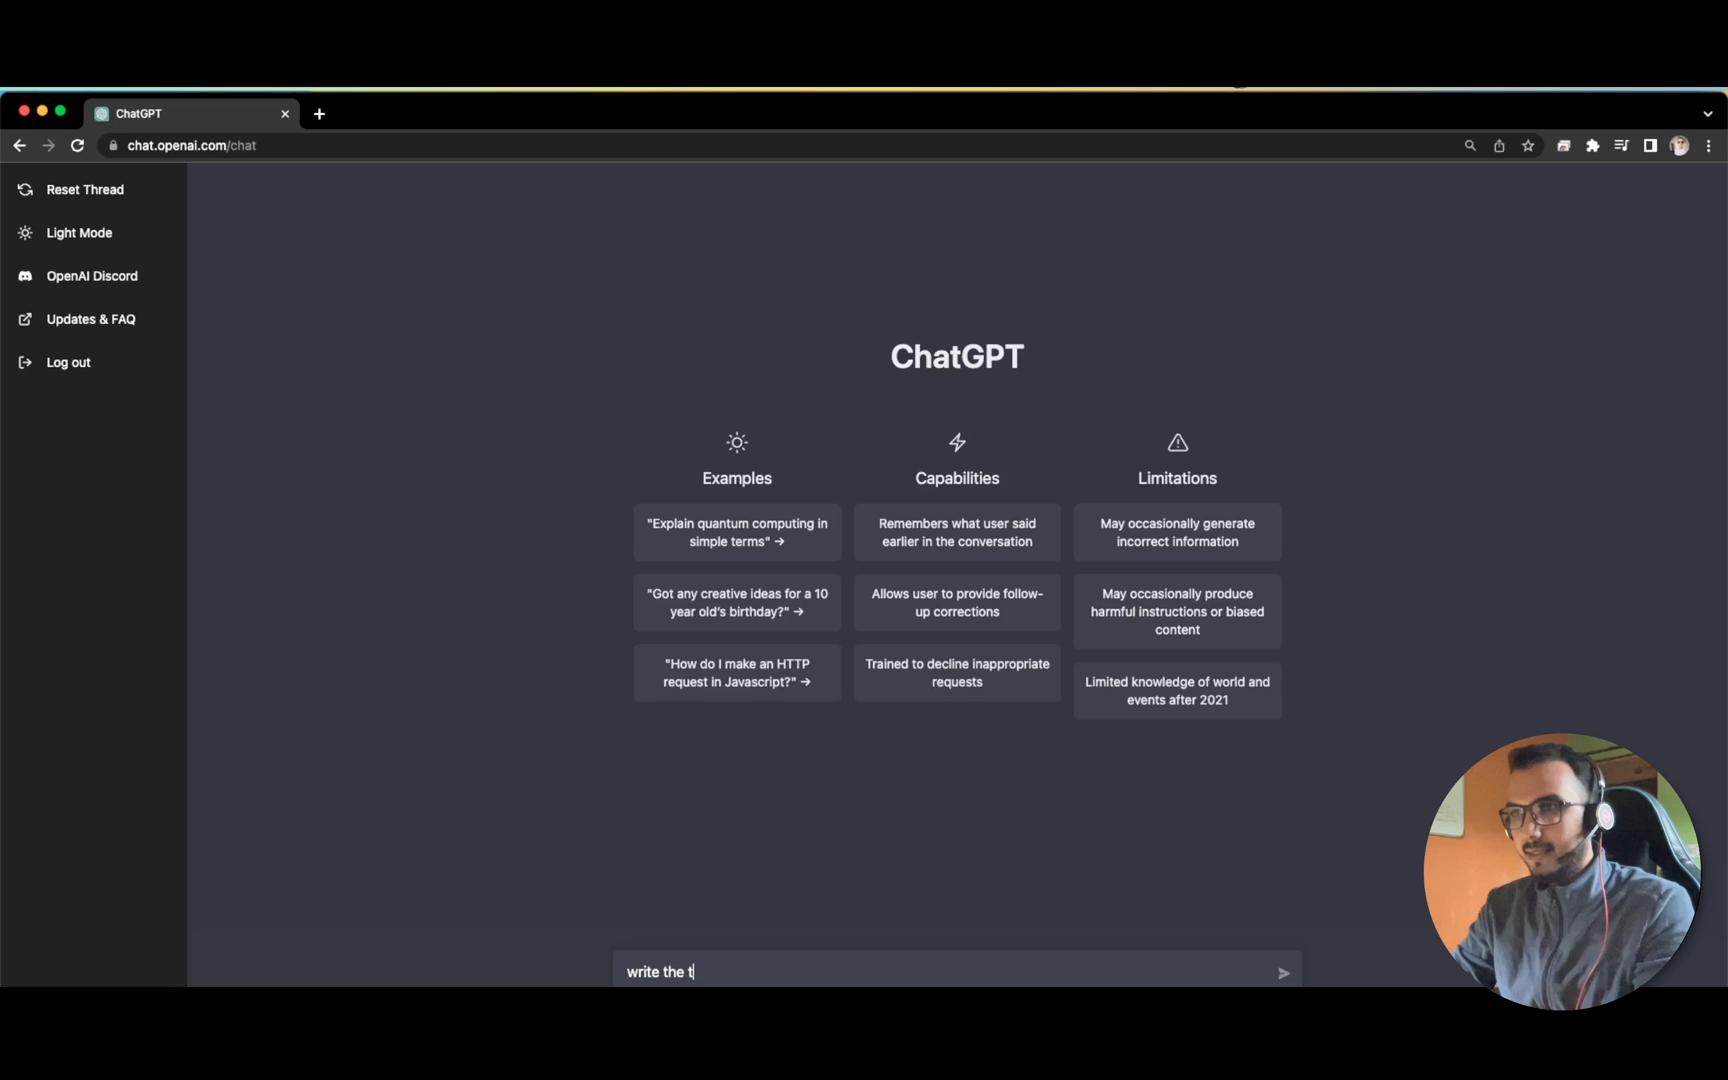 ChatGPT
chat.openai.com/chat
Reset Thread
Light Mode
OpenAI Discord
Updates & FAQ
Log out
ChatGPT
Examples
"Explain quantum computing in
simple terms" →
"Got any creative ideas for a 10
year old's birthday?" →
"How do I make an HTTP
request in Javascript?" →
Capabilities
Remembers what user said
earlier in the conversation
Allows user to provide follow-
up corrections
Trained to decline inappropriate
requests
Limitations
May occasionally generate
incorrect information
May occasionally produce
harmful instructions or biased
content
Limited knowledge of world and
events after 2021
write the t